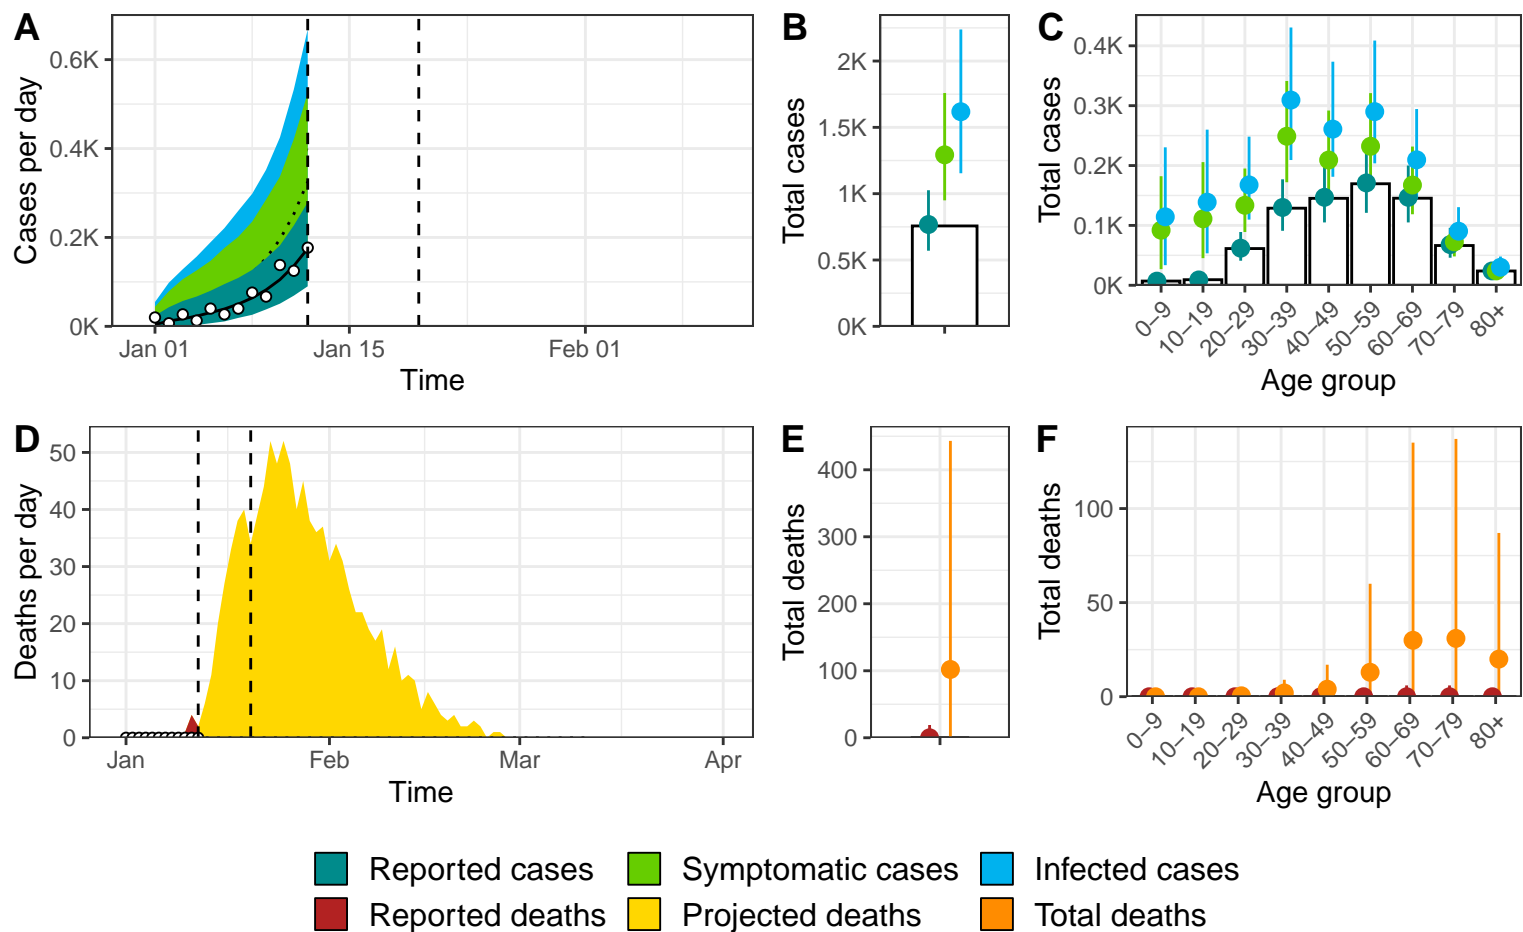 A
Cases per day
0.6K
0.4K
0.2K
0K
Jan 01
Jan 15
Feb 01
Time
B
Total cases
2K
1.5K
1K
0.5K
0K
C
Total cases
0.4K
0.3K
0.2K
0.1K
0K
0–9
10–19
20–29
30–39
40–49
50–59
60–69
70–79
80+
Age group
D
Deaths per day
50
40
30
20
10
0
Jan
Feb
Mar
Apr
Time
E
Total deaths
400
300
200
100
0
F
Total deaths
100
50
0
0–9
10–19
20–29
30–39
40–49
50–59
60–69
70–79
80+
Age group
Reported cases
Symptomatic cases
Infected cases
Reported deaths
Projected deaths
Total deaths